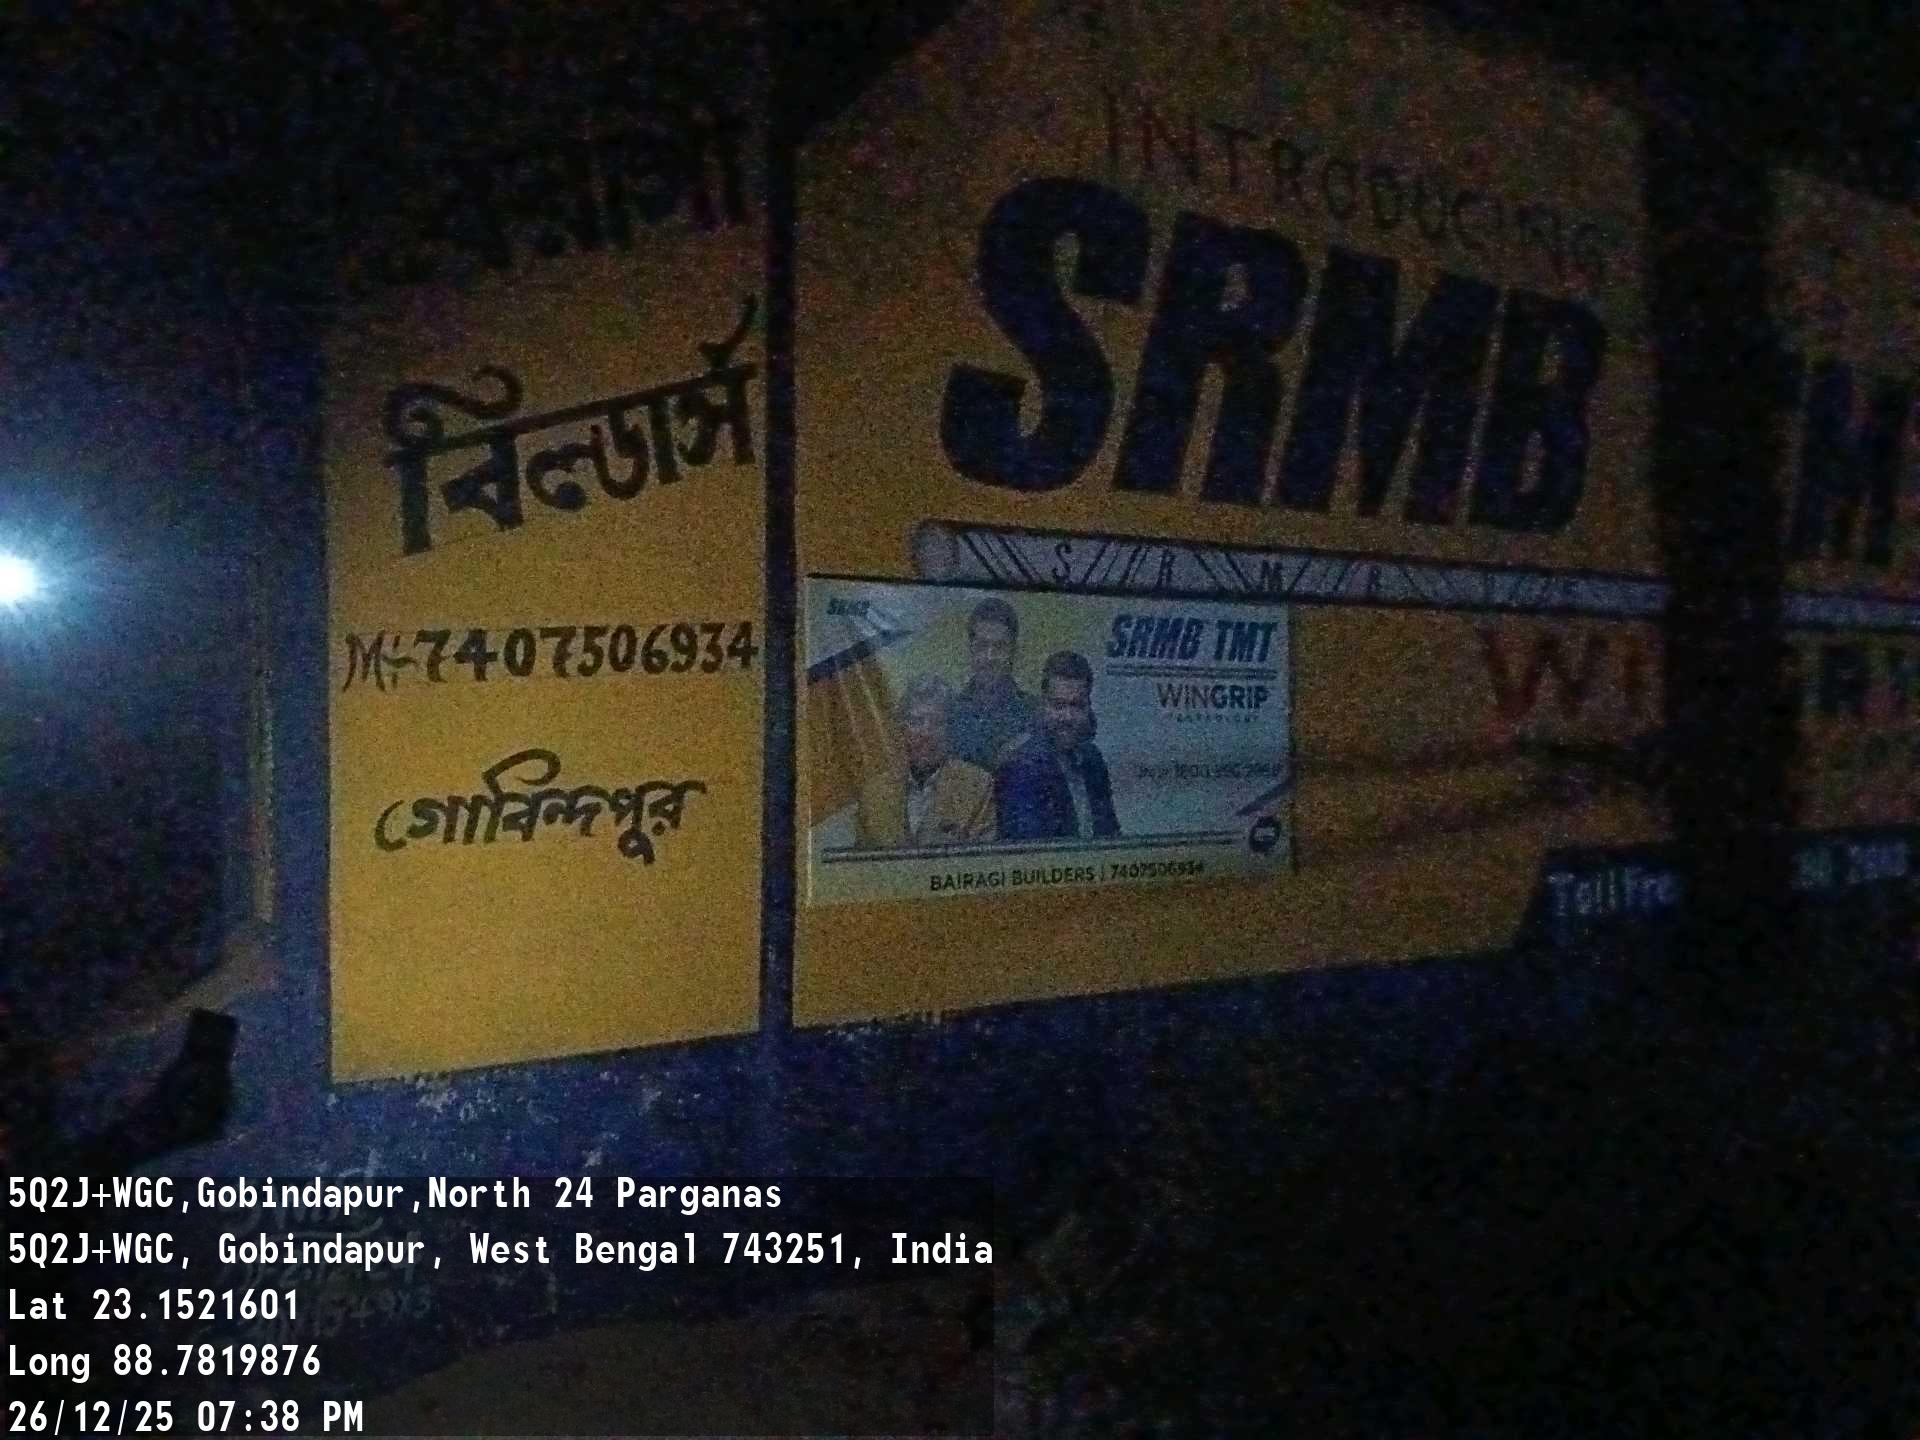 বৈরাগী
বিল্ডার্স
M:-7407506934
গোবিন্দপুর
INTRODUCING
SRMB
S R M B
SRMB
SRMB TMT
WINGRIP
BAIRAGI BUILDERS | 7407506934
5Q2J+WGC,Gobindapur,North 24 Parganas
5Q2J+WGC, Gobindapur, West Bengal 743251, India
Lat 23.1521601
Long 88.7819876
26/12/25 07:38 PM